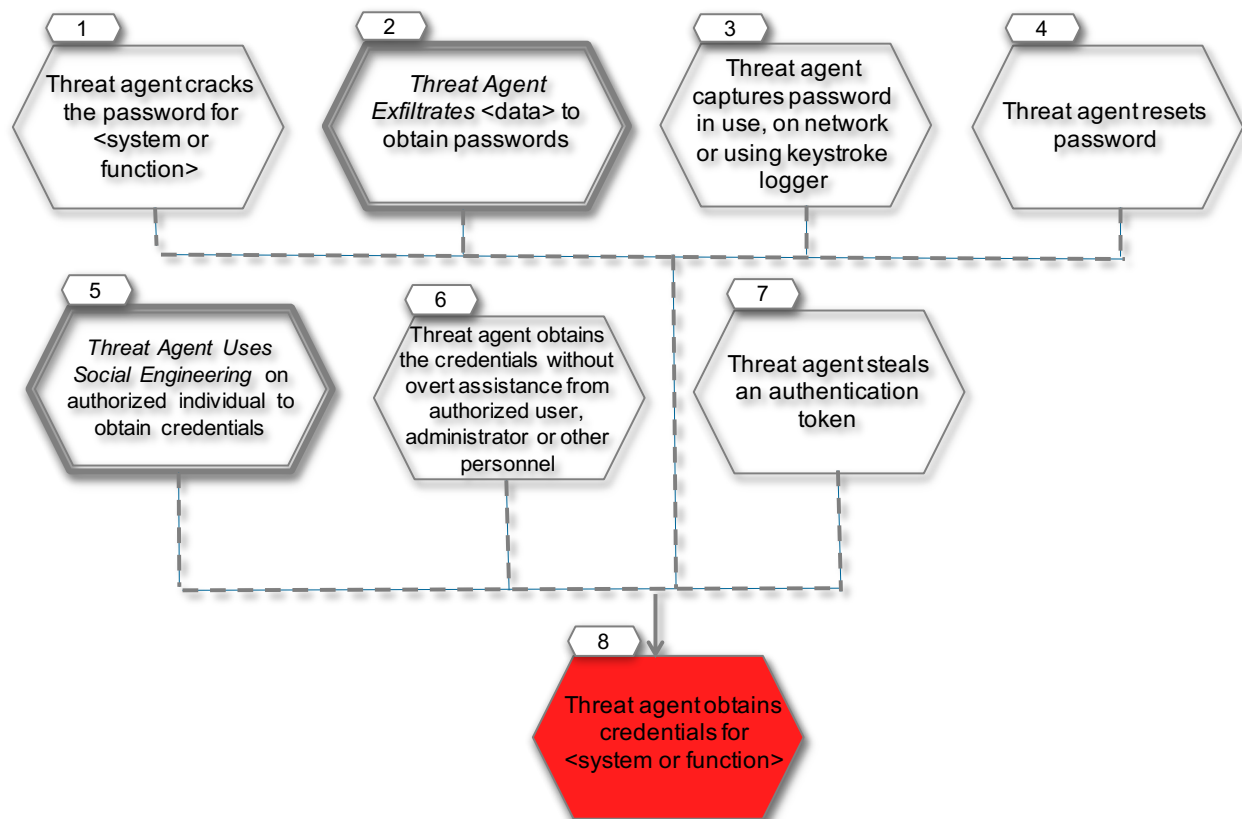 1
Threat agent cracks
the password for
<system or
function>
2
Threat Agent
Exfiltrates <data> to
obtain passwords
3
Threat agent
captures password
in use, on network
or using keystroke
logger
4
Threat agent resets
password
5
Threat Agent Uses
Social Engineering on
authorized individual to
obtain credentials
6
Threat agent obtains
the credentials without
overt assistance from
authorized user,
administrator or other
personnel
7
Threat agent steals
an authentication
token
8
Threat agent obtains
credentials for
<system or function>